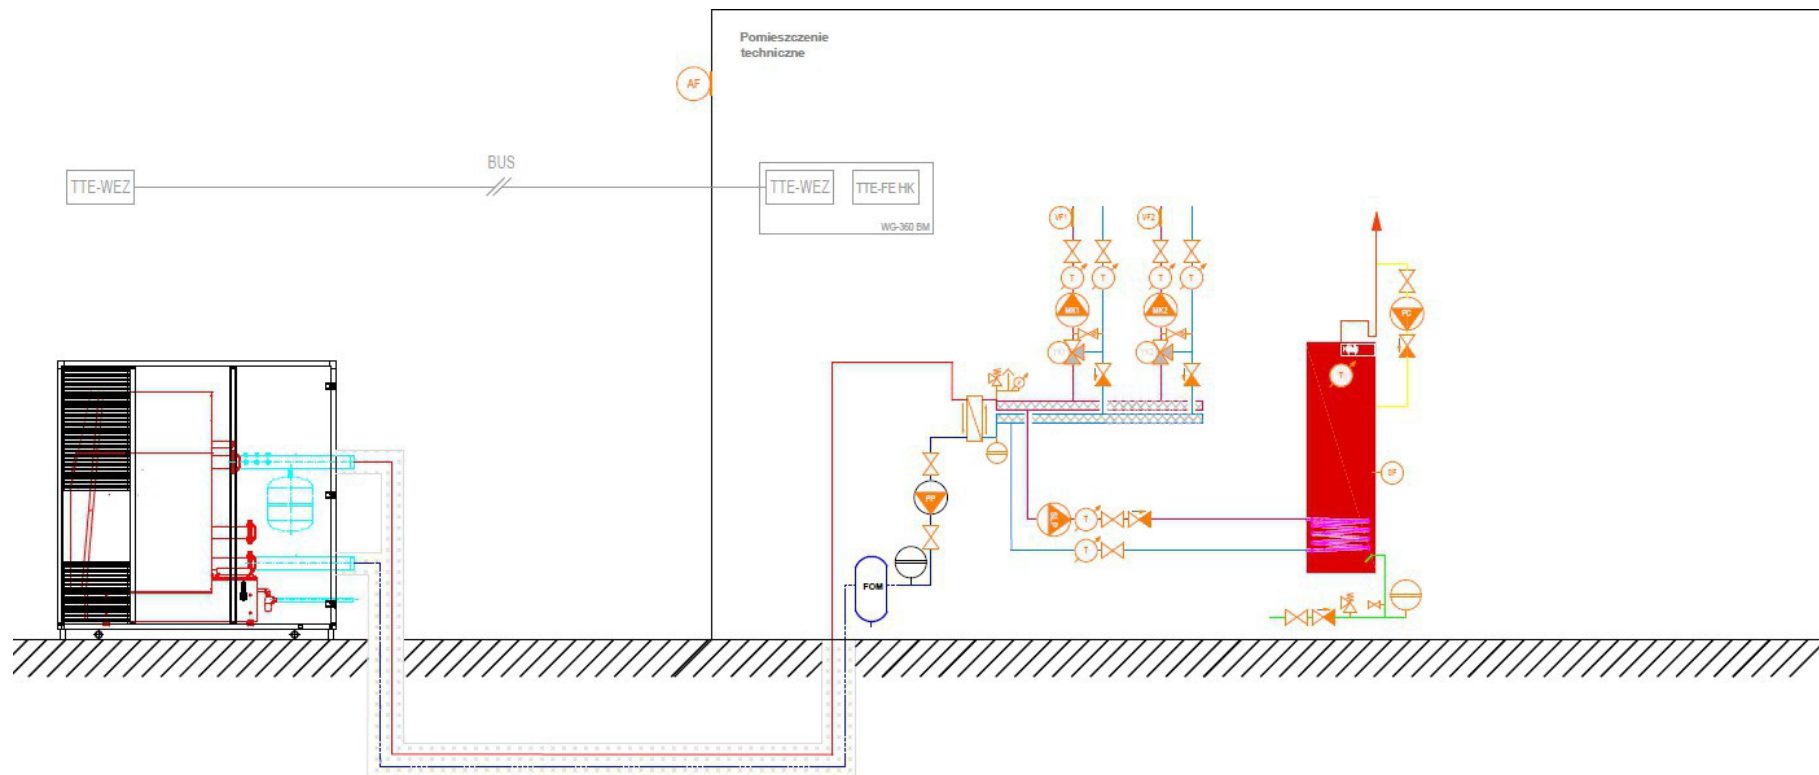 Pomieszczenie
techniczne
AF
BUS
TTE-WEZ
TTE-WEZ
TTE-FE HK
WG-360 BM
VF1
VF2
T
T
T
T
MK1
MK2
PC
T
SF
PP
SLP
T
T
FOM